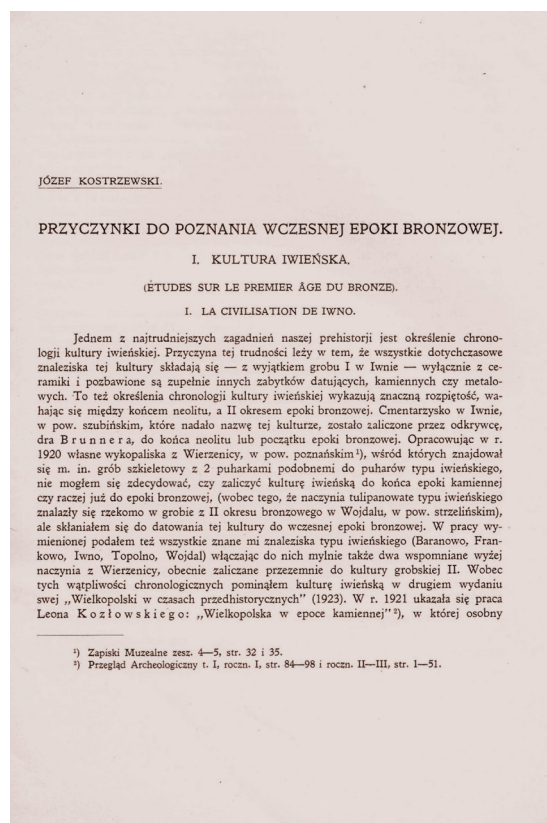 JÓZEF KOSTRZEWSKI.
PRZYCZYNKI DO POZNANIA WCZESNEJ EPOKI BRONZOWEJ.
I. KULTURA IWIEŃSKA.
(ÉTUDES SUR LE PREMIER ÂGE DU BRONZE).
I. LA CIVILISATION DE IWNO.
Jednem z najtrudniejszych zagadnień naszej prehistorji jest określenie chrono-
logji kultury iwieńskiej. Przyczyna tej trudności leży w tem, że wszystkie dotychczasowe
znaleziska tej kultury składają się — z wyjątkiem grobu I w Iwnie — wyłącznie z ce-
ramiki i pozbawione są zupełnie innych zabytków datujących, kamiennych czy metalo-
wych. To też określenia chronologji kultury iwieńskiej wykazują znaczną rozpiętość, wa-
hając się między końcem neolitu, a II okresem epoki bronzowej. Cmentarzysko w Iwnie,
w pow. szubińskim, które nadało nazwę tej kulturze, zostało zaliczone przez odkrywcę,
dra Brunnera, do końca neolitu lub początku epoki bronzowej. Opracowując w r.
1920 własne wykopaliska z Wierzenicy, w pow. poznańskim¹), wśród których znajdował
się m. in. grób szkieletowy z 2 puharkami podobnemi do puharów typu iwieńskiego,
nie mogłem się zdecydować, czy zaliczyć kulturę iwieńską do końca epoki kamiennej
czy raczej już do epoki bronzowej, (wobec tego, że naczynia tulipanowate typu iwieńskiego
znalazły się rzekomo w grobie z II okresu bronzowego w Wojdalu, w pow. strzelińskim),
ale skłaniałem się do datowania tej kultury do wczesnej epoki bronzowej. W pracy wy-
mienionej podałem też wszystkie znane mi znaleziska typu iwieńskiego (Baranowo, Fran-
kowo, Iwno, Topolno, Wojdal) włączając do nich mylnie także dwa wspomniane wyżej
naczynia z Wierzenicy, obecnie zaliczane przezemnie do kultury grobskiej II. Wobec
tych wątpliwości chronologicznych pominąłem kulturę iwieńską w drugiem wydaniu
swej „Wielkopolski w czasach przedhistorycznych" (1923). W r. 1921 ukazała się praca
Leona Kozłowskiego: „Wielkopolska w epoce kamiennej"²), w której osobny
¹) Zapiski Muzealne zesz. 4—5, str. 32 i 35.
²) Przegląd Archeologiczny t. I, roczn. I, str. 84—98 i roczn. II—III, str. 1—51.